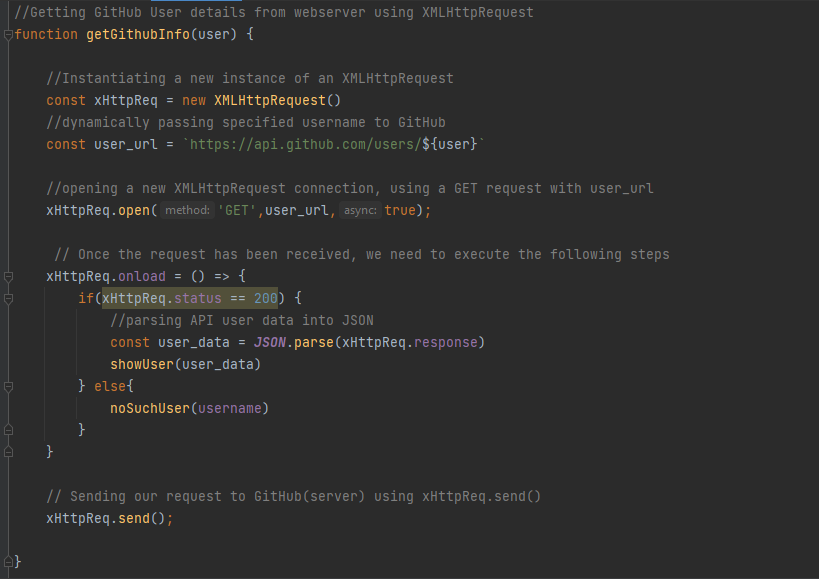 //Getting GitHub User details from webserver using XMLHttpRequest
function getGithubInfo(user) {
//Instantiating a new instance of an XMLHttpRequest
const xHttpReq = new XMLHttpRequest()
//dynamically passing specified username to GitHub
const user_url = `https://api.github.com/users/${user}`
//opening a new XMLHttpRequest connection, using a GET request with user_url
xHttpReq.open( method: 'GET',user_url, async: true);
// Once the request has been received, we need to execute the following steps
xHttpReq.onload = () => {
if(xHttpReq.status == 200) {
//parsing API user data into JSON
const user_data = JSON.parse(xHttpReq.response)
showUser(user_data)
} else{
noSuchUser(username)
}
}
// Sending our request to GitHub(server) using xHttpReq.send()
xHttpReq.send();
}